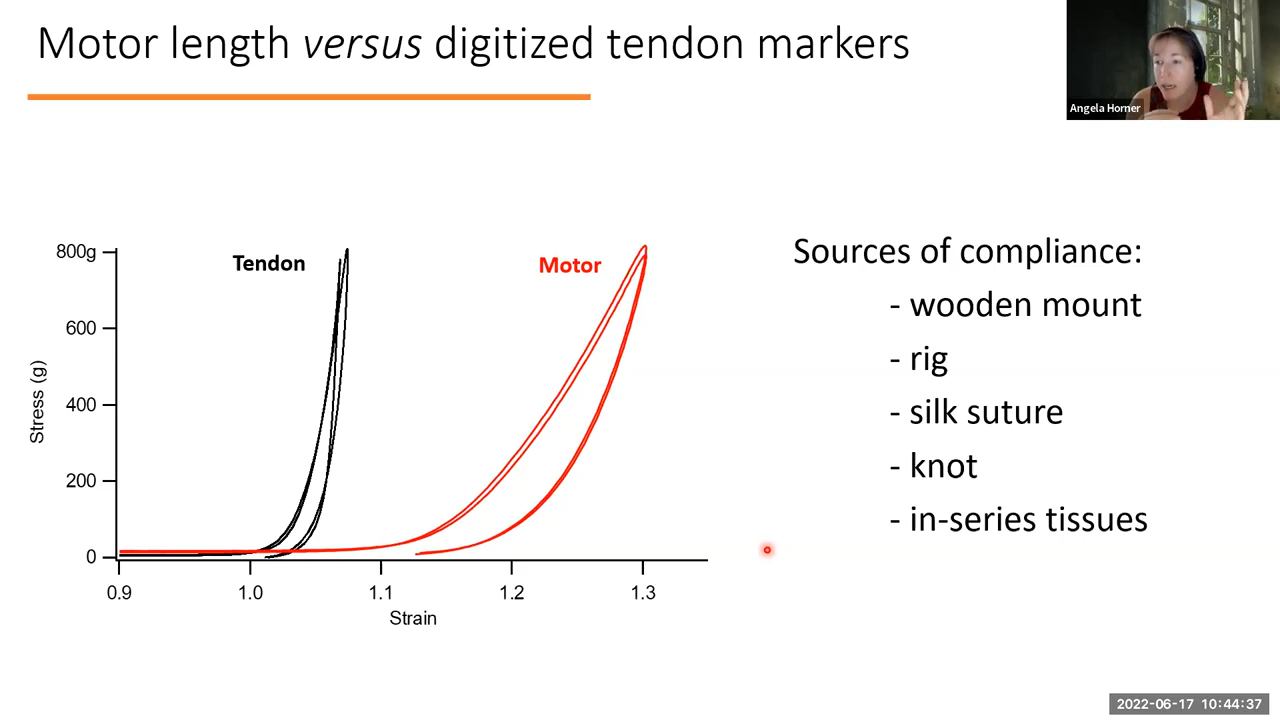 Motor length versus digitized tendon markers
Angela Horner
800g
600
400
200
0
Stress (g)
Tendon
Motor
0.9
1.0
1.1
1.2
1.3
Strain
Sources of compliance:
- wooden mount
- rig
- silk suture
- knot
- in-series tissues
2022-06-17 10:44:37